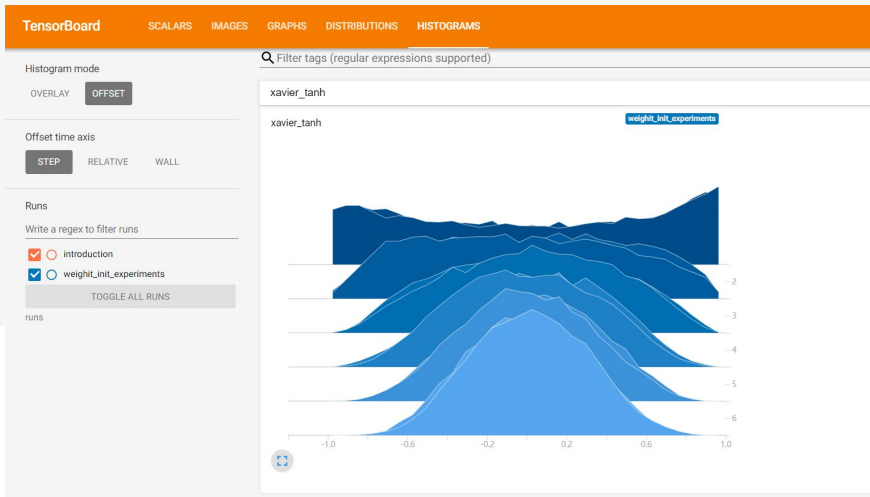 TensorBoard SCALARS IMAGES GRAPHS DISTRIBUTIONS HISTOGRAMS
Histogram mode
OVERLAY OFFSET
Offset time axis
STEP RELATIVE WALL
Runs
Write a regex to filter runs
introduction
weighit_init_experiments
TOGGLE ALL RUNS
runs
Filter tags (regular expressions supported)
xavier_tanh
xavier_tanh weighit_init_experiments
2
3
4
5
6
-1.0 -0.6 -0.2 0.2 0.6 1.0